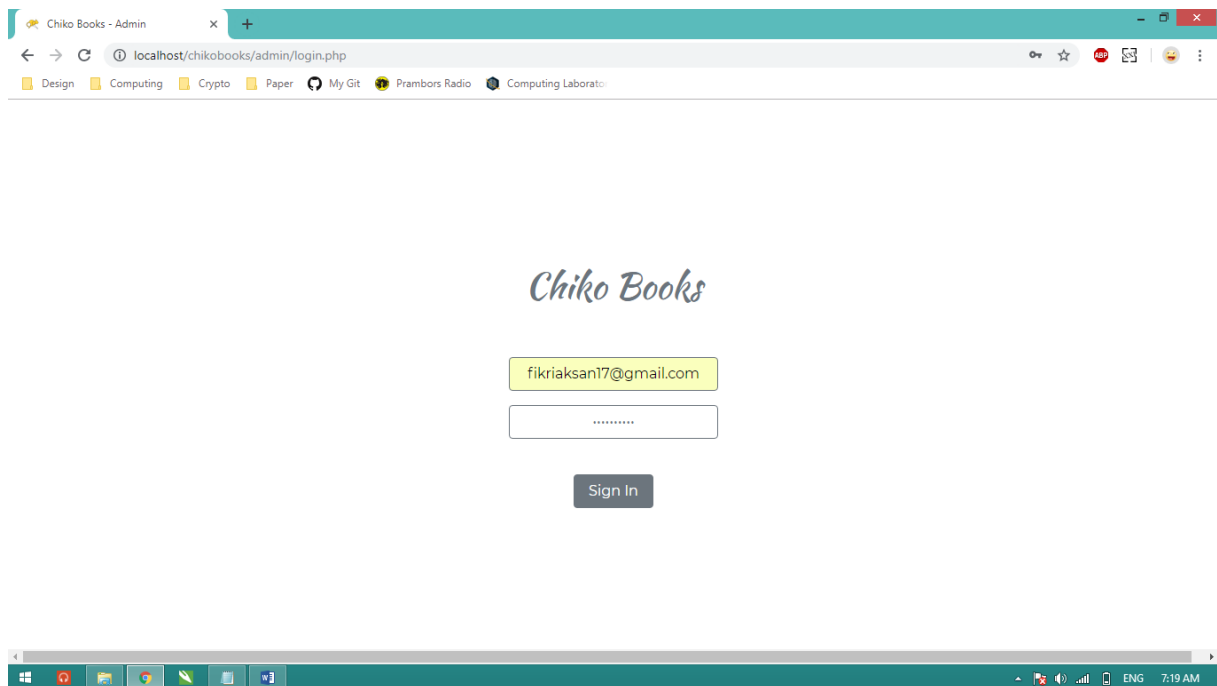 Chiko Books - Admin
localhost/chikobooks/admin/login.php
ABP
Design Computing Crypto Paper My Git Prambors Radio Computing Laborato
Chiko Books
fikriaksan17@gmail.com
Sign In
ENG 7:19 AM